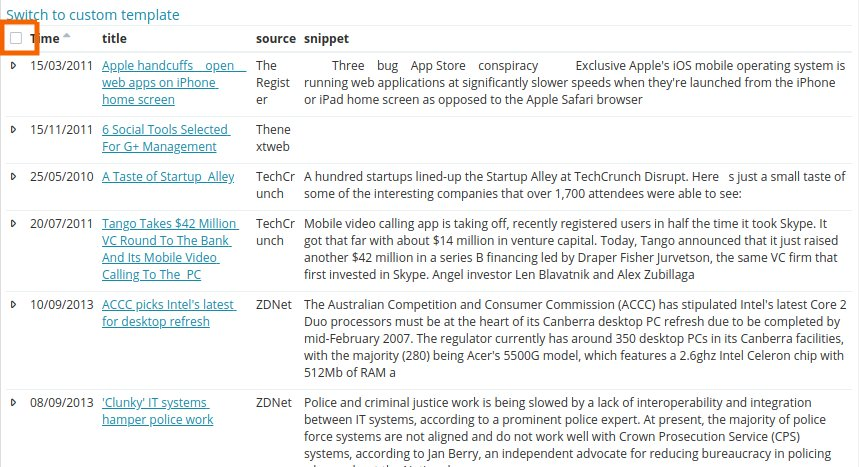 Switch to custom template
Time title source snippet
15/03/2011 Apple handcuffs open The Three bug App Store conspiracy Exclusive Apple's iOS mobile operating system is
web apps on iPhone Regist running web applications at significantly slower speeds when they're launched from the iPhone
home screen er or iPad home screen as opposed to the Apple Safari browser
15/11/2011 6 Social Tools Selected Thene
For G+ Management xtweb
25/05/2010 A Taste of Startup Alley TechCr A hundred startups lined-up the Startup Alley at TechCrunch Disrupt. Here s just a small taste of
unch some of the interesting companies that over 1,700 attendees were able to see:
20/07/2011 Tango Takes $42 Million TechCr Mobile video calling app is taking off, recently registered users in half the time it took Skype. It
VC Round To The Bank unch got that far with about $14 million in venture capital. Today, Tango announced that it just raised
And Its Mobile Video another $42 million in a series B financing led by Draper Fisher Jurvetson, the same VC firm that
Calling To The PC first invested in Skype. Angel investor Len Blavatnik and Alex Zubillaga
10/09/2013 ACCC picks Intel's latest ZDNet The Australian Competition and Consumer Commission (ACCC) has stipulated Intel's latest Core 2
for desktop refresh Duo processors must be at the heart of its Canberra desktop PC refresh due to be completed by
mid-February 2007. The regulator currently has around 350 desktop PCs in its Canberra facilities,
with the majority (280) being Acer's 5500G model, which features a 2.6ghz Intel Celeron chip with
512Mb of RAM a
08/09/2013 'Clunky' IT systems ZDNet Police and criminal justice work is being slowed by a lack of interoperability and integration
hamper police work between IT systems, according to a prominent police expert. At present, the majority of police
force systems are not aligned and do not work well with Crown Prosecution Service (CPS)
systems, according to Jan Berry, an independent advocate for reducing bureaucracy in policing